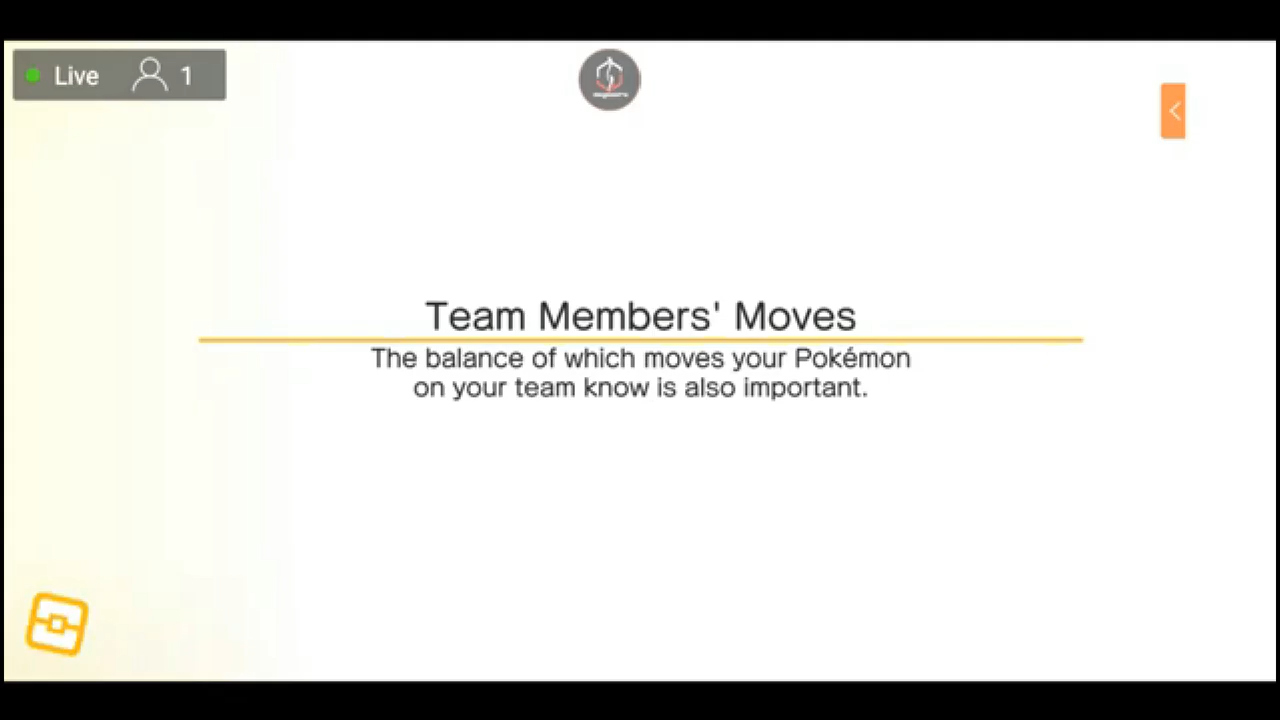 Live 1
Team Members' Moves
The balance of which moves your Pokémon
on your team know is also important.